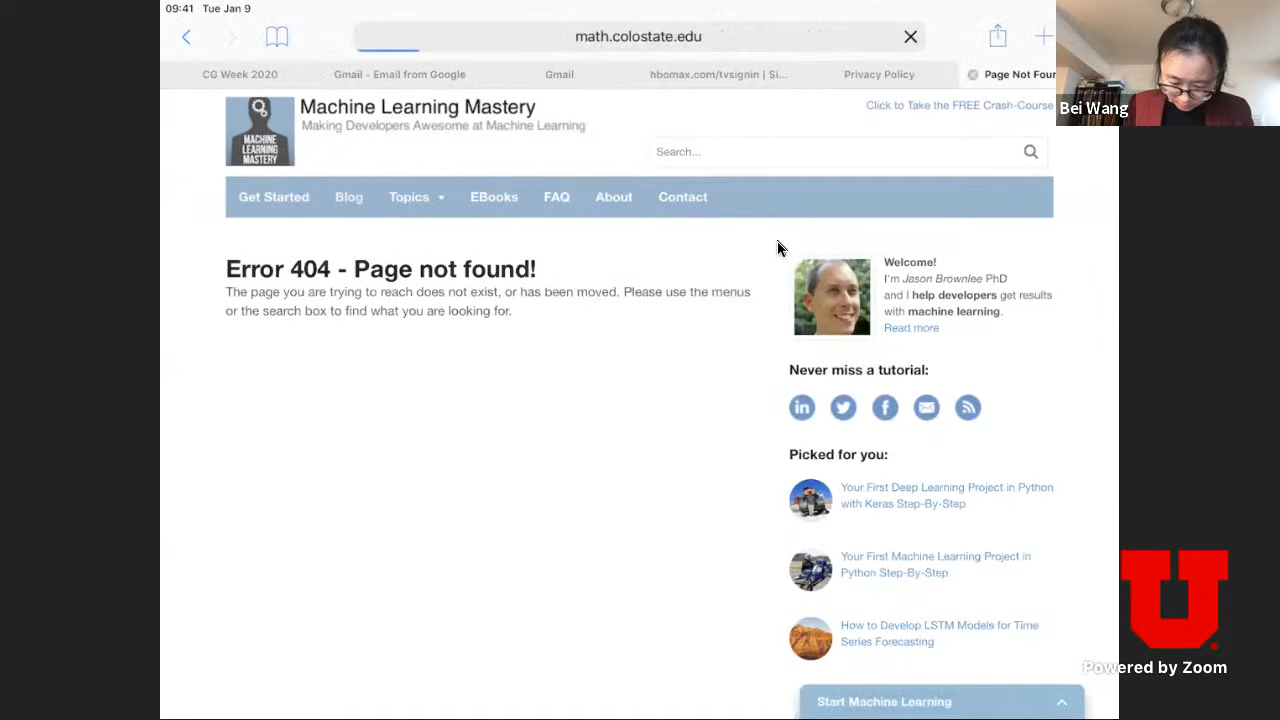 09:41 Tue Jan 9
math.colostate.edu
CG Week 2020
Gmail - Email from Google
Gmail
hbomax.com/tvsignin | Si...
Privacy Policy
Page Not Four
Bei Wang
MACHINE
LEARNING
MASTERY
Machine Learning Mastery
Making Developers Awesome at Machine Learning
Click to Take the FREE Crash-Course
Search...
Get Started Blog Topics EBooks FAQ About Contact
Error 404 - Page not found!
The page you are trying to reach does not exist, or has been moved. Please use the menus
or the search box to find what you are looking for.
Welcome!
I'm Jason Brownlee PhD
and I help developers get results
with machine learning.
Read more
Never miss a tutorial:
in
f
Picked for you:
Your First Deep Learning Project in Python
with Keras Step-By-Step
Your First Machine Learning Project in
Python Step-By-Step
How to Develop LSTM Models for Time
Series Forecasting
Start Machine Learning
U
Powered by Zoom